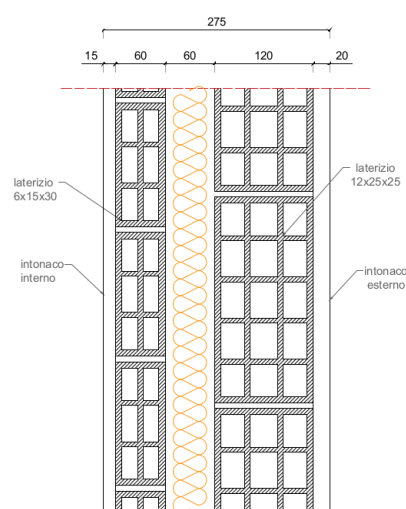 275
15 60 60 120 20
laterizio
6x15x30
laterizio
12x25x25
intonaco
interno
intonaco
esterno